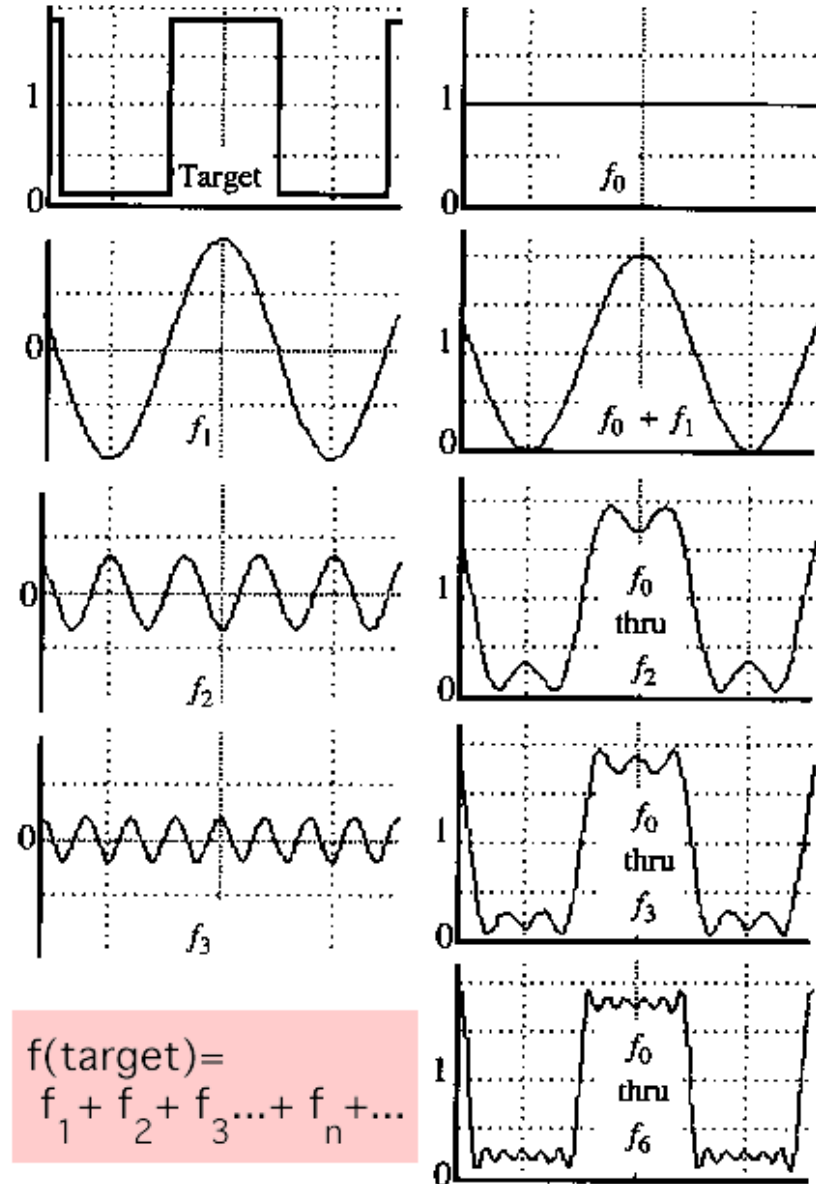 1
0
Target
1
0
f0
0
f1
1
0
f0 + f1
0
f2
1
0
f0
thru
f2
0
f3
1
0
f0
thru
f3
f(target)=
f1 + f2 + f3...+ fn+...
1
0
f0
thru
f6